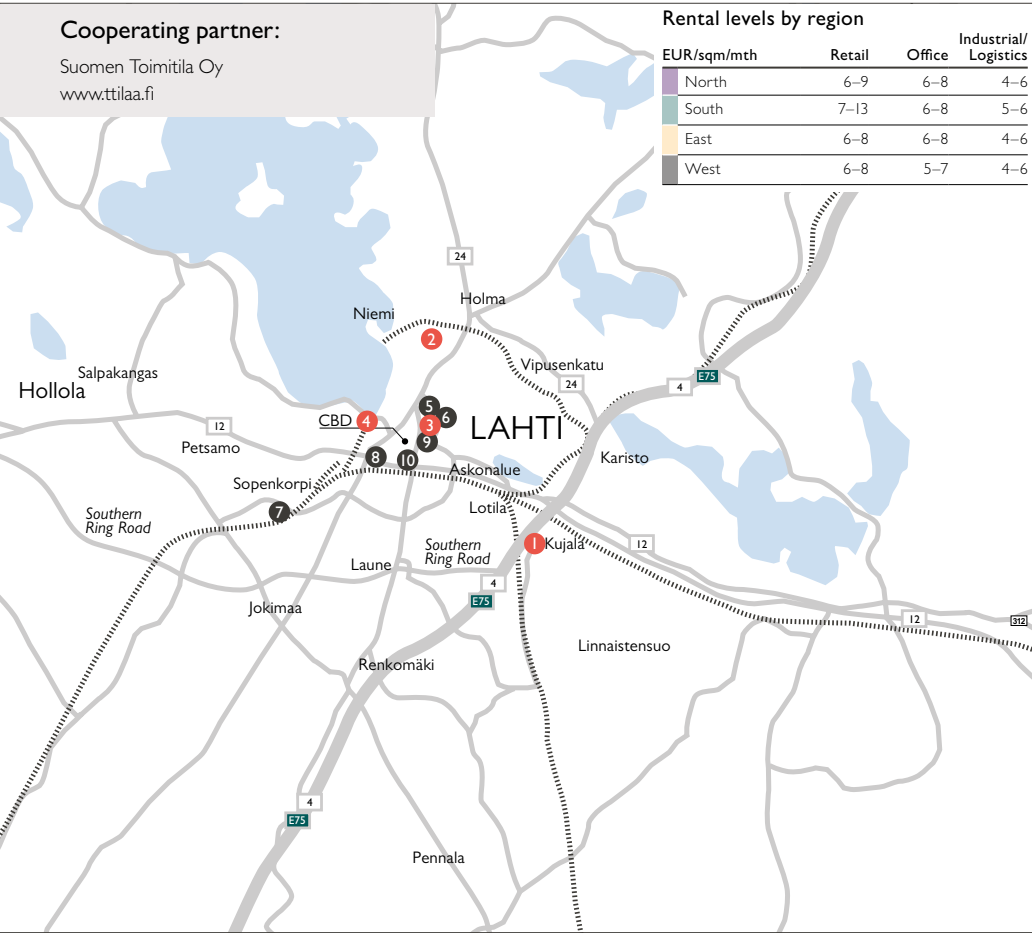 Cooperating partner:
Suomen Toimitila Oy
www.ttilaa.fi
Rental levels by region
EUR/sqm/mth Retail Office Industrial/
Logistics
North 6–9 6–8 4–6
South 7–13 6–8 5–6
East 6–8 6–8 4–6
West 6–8 5–7 4–6
24
Holma
Niemi
2
Vipusenkatu
24
4
E75
Salpakangas
Hollola
12
CBD
4
5
6
3
9
LAHTI
Petsamo
8
10
Askonalue
Karisto
Sopenkorpi
7
Lotila
Southern
Ring Road
Southern
Ring Road
1
Kujala
12
Laune
4
E75
Jokimaa
12
312
Linnaistensuo
Renkomäki
4
E75
Pennala